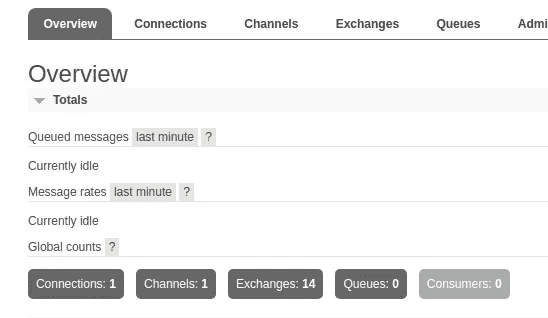 Overview Connections Channels Exchanges Queues Admi
Overview
Totals
Queued messages last minute ?
Currently idle
Message rates last minute ?
Currently idle
Global counts ?
Connections: 1 Channels: 1 Exchanges: 14 Queues: 0 Consumers: 0